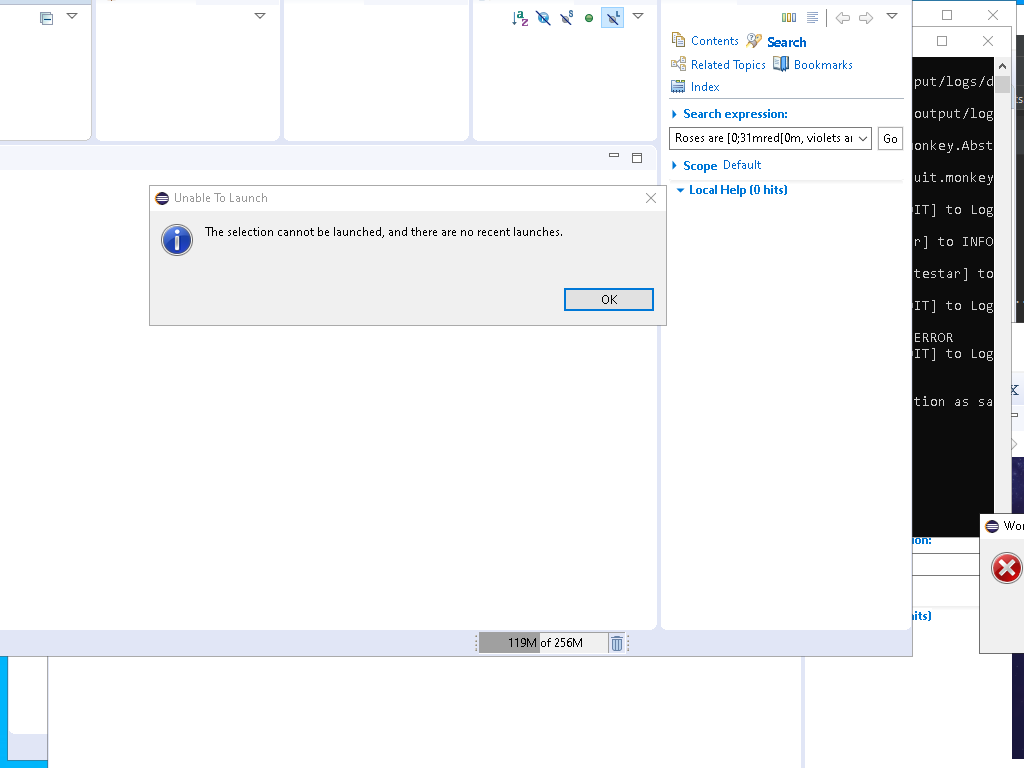 Contents
Search
Related Topics
Bookmarks
Index
Search expression:
Roses are [0;31mred[0m, violets ar
Go
Scope Default
Local Help (0 hits)
Unable To Launch
The selection cannot be launched, and there are no recent launches.
OK
119M of 256M
put/logs/d
output/log
onkey.Abst
uit.monkey
IT] to Log
r] to INFO
testar] to
IT] to Log
ERROR
IT] to Log
tion as sa
ion:
Wor